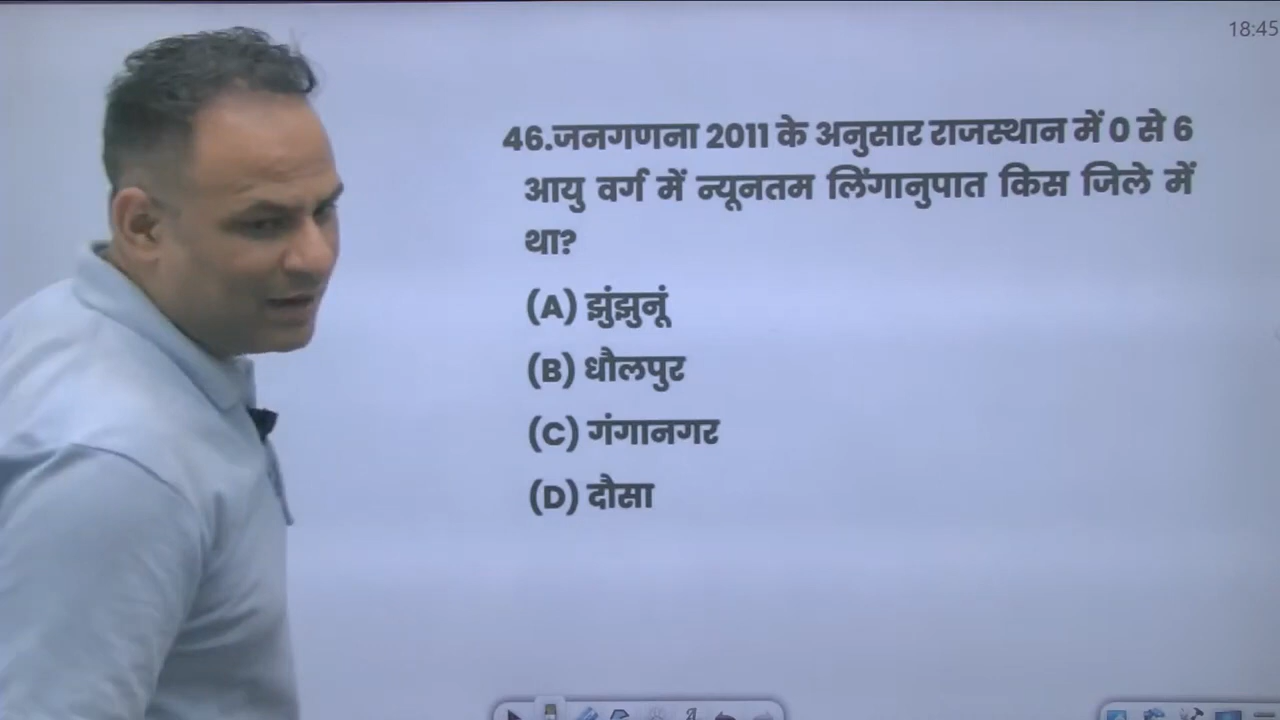 18:45
46.जनगणना 2011 के अनुसार राजस्थान में 0 से 6
आयु वर्ग में न्यूनतम लिंगानुपात किस जिले में
था?
(A) झुंझुनूं
(B) धौलपुर
(C) गंगानगर
(D) दौसा